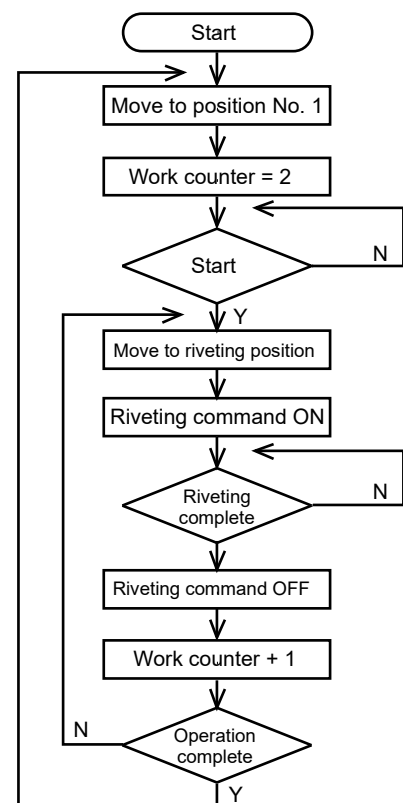 Start
Move to position No. 1
Work counter = 2
Start
N
Y
Move to riveting position
Riveting command ON
Riveting
complete
N
Riveting command OFF
Work counter + 1
N
Operation
complete
Y